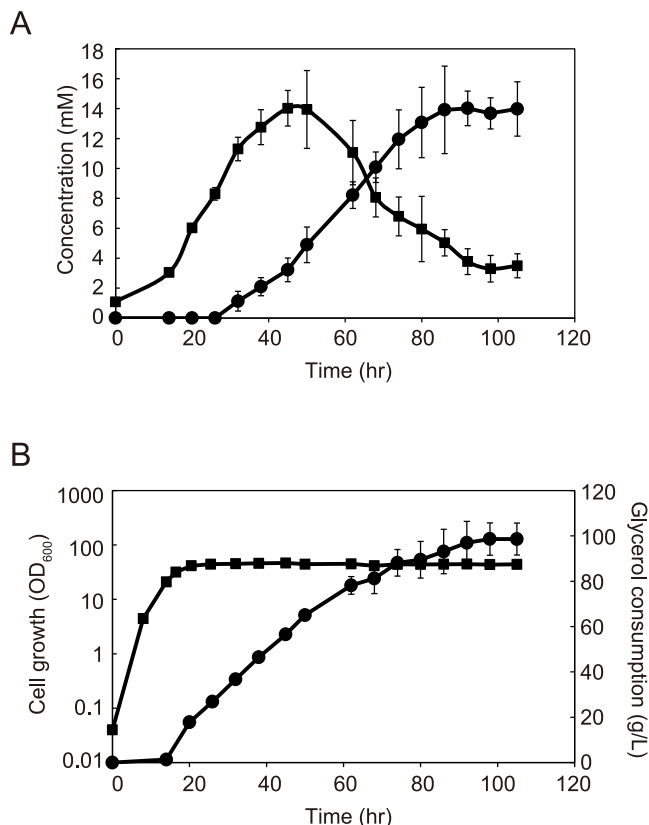 A
18
16
14
12
10
8
6
4
2
0
Concentration (mM)
0 20 40 60 80 100 120
Time (hr)
B
1000
100
10
1
0.1
0.01
Cell growth (OD600)
120
100
80
60
40
20
0
Glycerol consumption (g/L)
0 20 40 60 80 100 120
Time (hr)